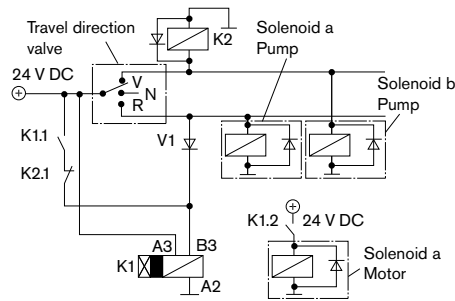 Travel direction
valve
K2
Solenoid a
Pump
24 V DC
V
N
R
Solenoid b
Pump
K1.1
V1
K2.1
K1.2
24 V DC
A3
B3
K1
A2
Solenoid a
Motor